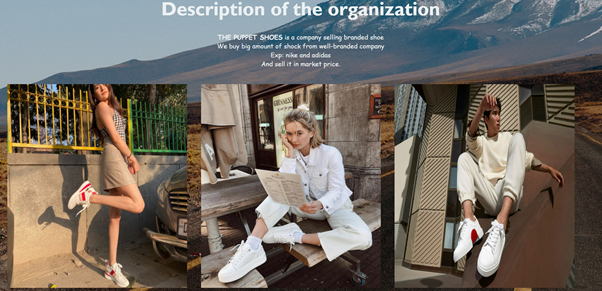 Description of the organization
THE PUPPET SHOES is a company selling branded shoe
We buy big amount of shock from well-branded company
Exp: nike and adidas
And sell it in market price.